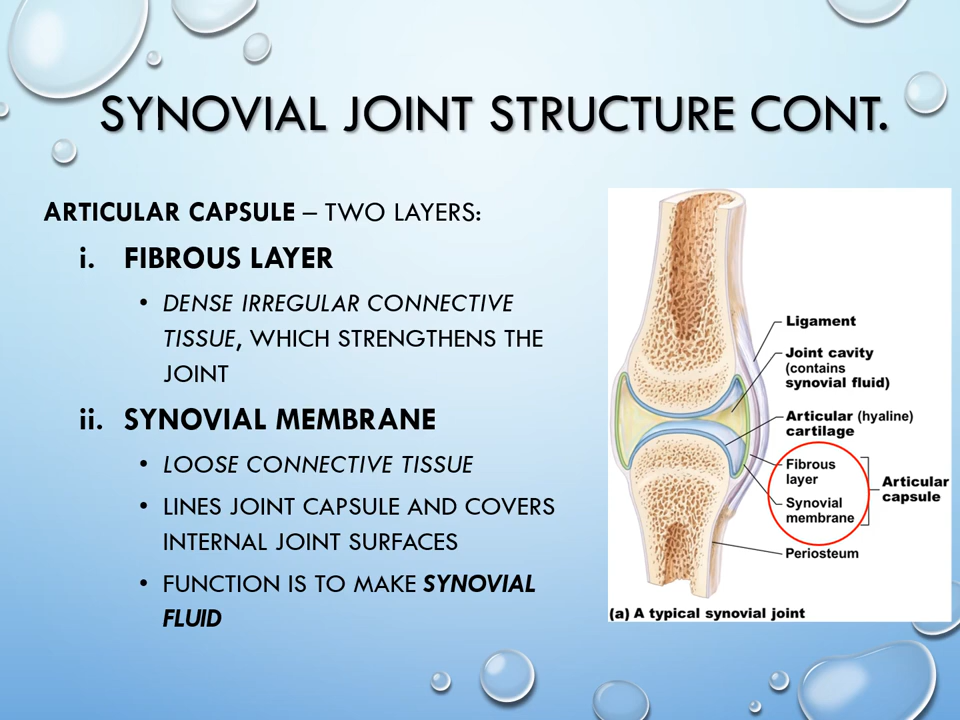 SYNOVIAL JOINT STRUCTURE CONT.
ARTICULAR CAPSULE – TWO LAYERS:
i. FIBROUS LAYER
• DENSE IRREGULAR CONNECTIVE
TISSUE, WHICH STRENGTHENS THE
JOINT
ii. SYNOVIAL MEMBRANE
• LOOSE CONNECTIVE TISSUE
• LINES JOINT CAPSULE AND COVERS
INTERNAL JOINT SURFACES
• FUNCTION IS TO MAKE SYNOVIAL
FLUID
Ligament
Joint cavity
(contains
synovial fluid)
Articular (hyaline)
cartilage
Fibrous
layer
Synovial
membrane
Articular
capsule
Periosteum
(a) A typical synovial joint